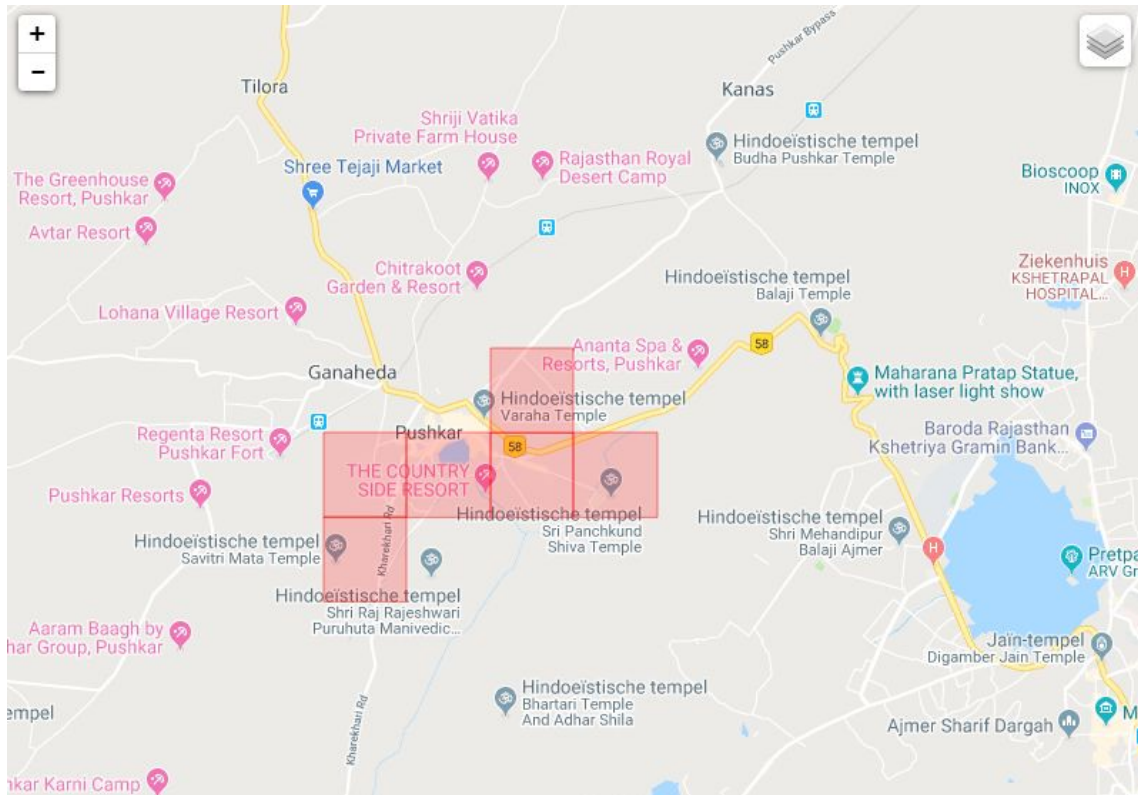 +
−
Pushkar Bypass
Tilora
Kanas
Shriji Vatika
Private Farm House
Hindoeïstische tempel
Budha Pushkar Temple
Shree Tejaji Market
Rajasthan Royal
Desert Camp
Bioscoop
INOX
The Greenhouse
Resort, Pushkar
Avtar Resort
Chitrakoot
Garden & Resort
Hindoeïstische tempel
Balaji Temple
Ziekenhuis
KSHETRAPAL
HOSPITAL...
H
Lohana Village Resort
58
Ananta Spa &
Resorts, Pushkar
Ganaheda
Maharana Pratap Statue,
with laser light show
Hindoeïstische tempel
Varaha Temple
Regenta Resort
Pushkar Fort
Pushkar
58
Baroda Rajasthan
Kshetriya Gramin Bank...
THE COUNTRY
SIDE RESORT
Pushkar Resorts
Hindoeïstische tempel
Sri Panchkund
Shiva Temple
Hindoeïstische tempel
Shri Mehandipur
Balaji Ajmer
Hindoeïstische tempel
Savitri Mata Temple
Kharekhari Rd
H
Pretpa
ARV Gr
Hindoeïstische tempel
Shri Raj Rajeshwari
Puruhuta Manivedic...
Aaram Baagh by
har Group, Pushkar
Jaïn-tempel
Digamber Jain Temple
Hindoeïstische tempel
Bhartari Temple
And Adhar Shila
empel
Kharekhari Rd
Ajmer Sharif Dargah
M
hkar Karni Camp